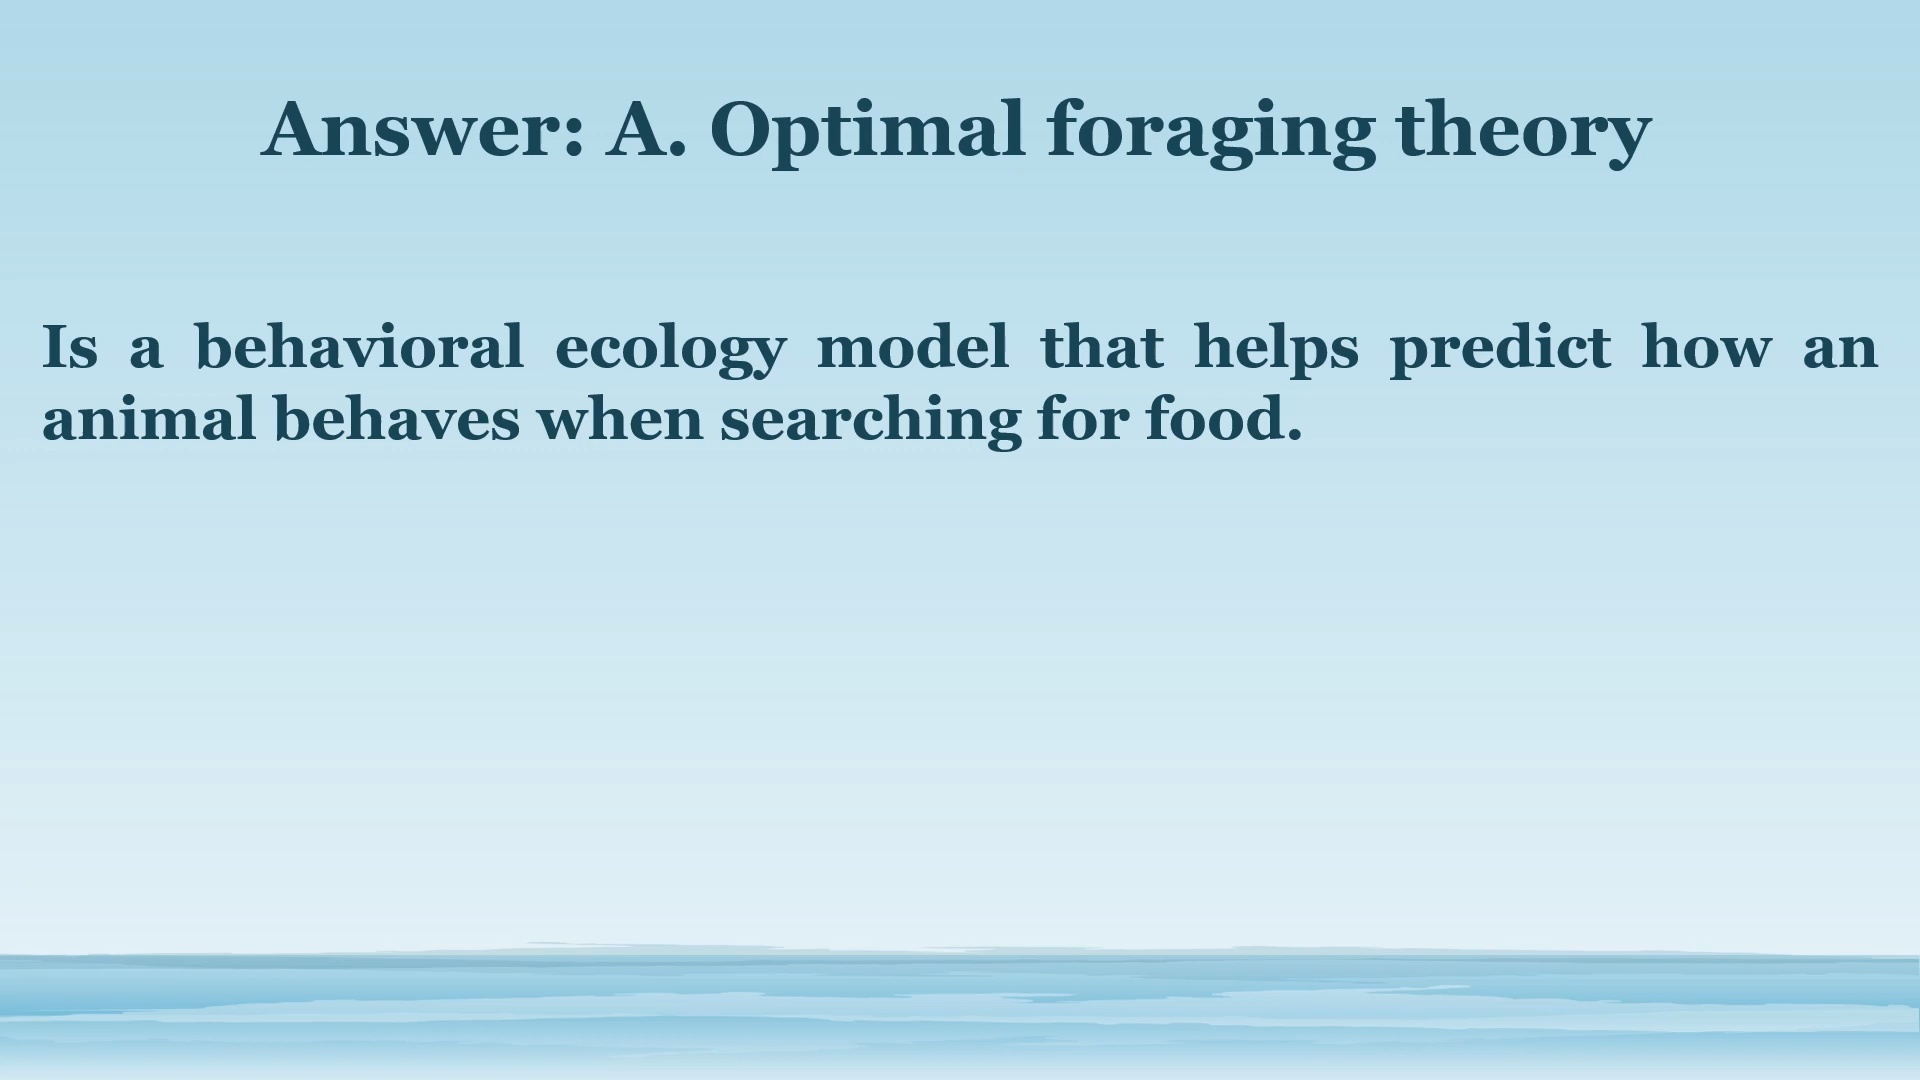 Answer: A. Optimal foraging theory
Is a behavioral ecology model that helps predict how an
animal behaves when searching for food.